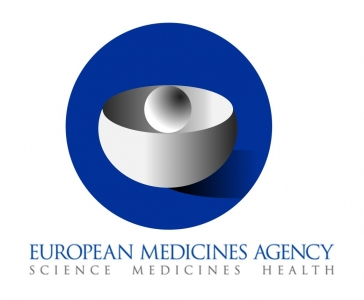 EUROPEAN MEDICINES AGENCY
SCIENCE MEDICINES HEALTH